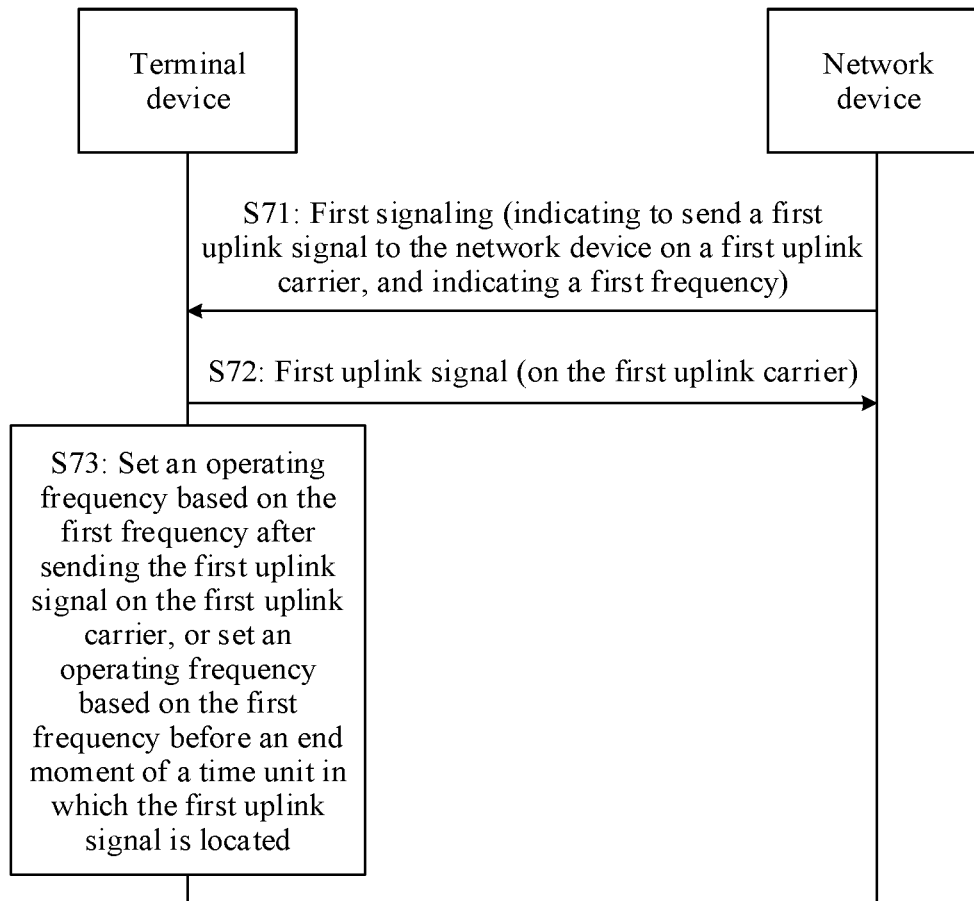 Terminal
device
Network
device
S71: First signaling (indicating to send a first
uplink signal to the network device on a first uplink
carrier, and indicating a first frequency)
S72: First uplink signal (on the first uplink carrier)
S73: Set an operating
frequency based on the
first frequency after
sending the first uplink
signal on the first uplink
carrier, or set an
operating frequency
based on the first
frequency before an end
moment of a time unit in
which the first uplink
signal is located